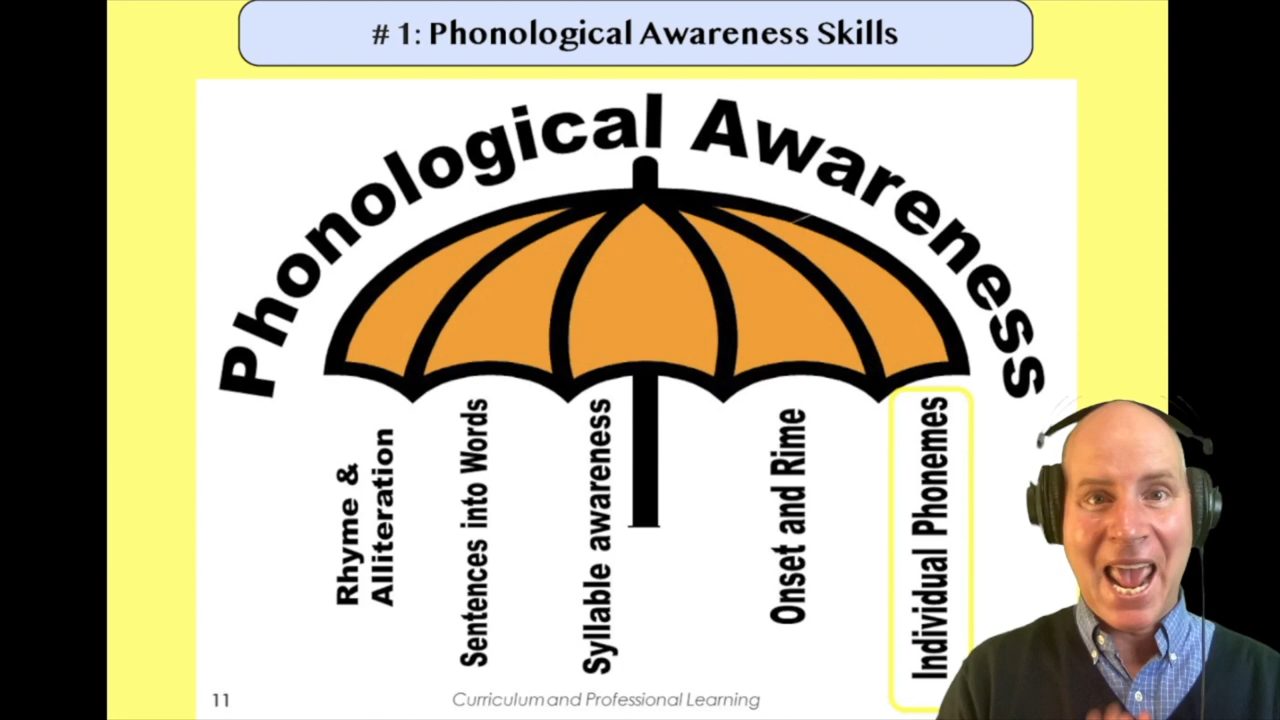 # 1: Phonological Awareness Skills
Phonological Awareness
Rhyme &
Alliteration
Sentences into Words
Syllable awareness
Onset and Rime
Individual Phonemes
11
Curriculum and Professional Learning